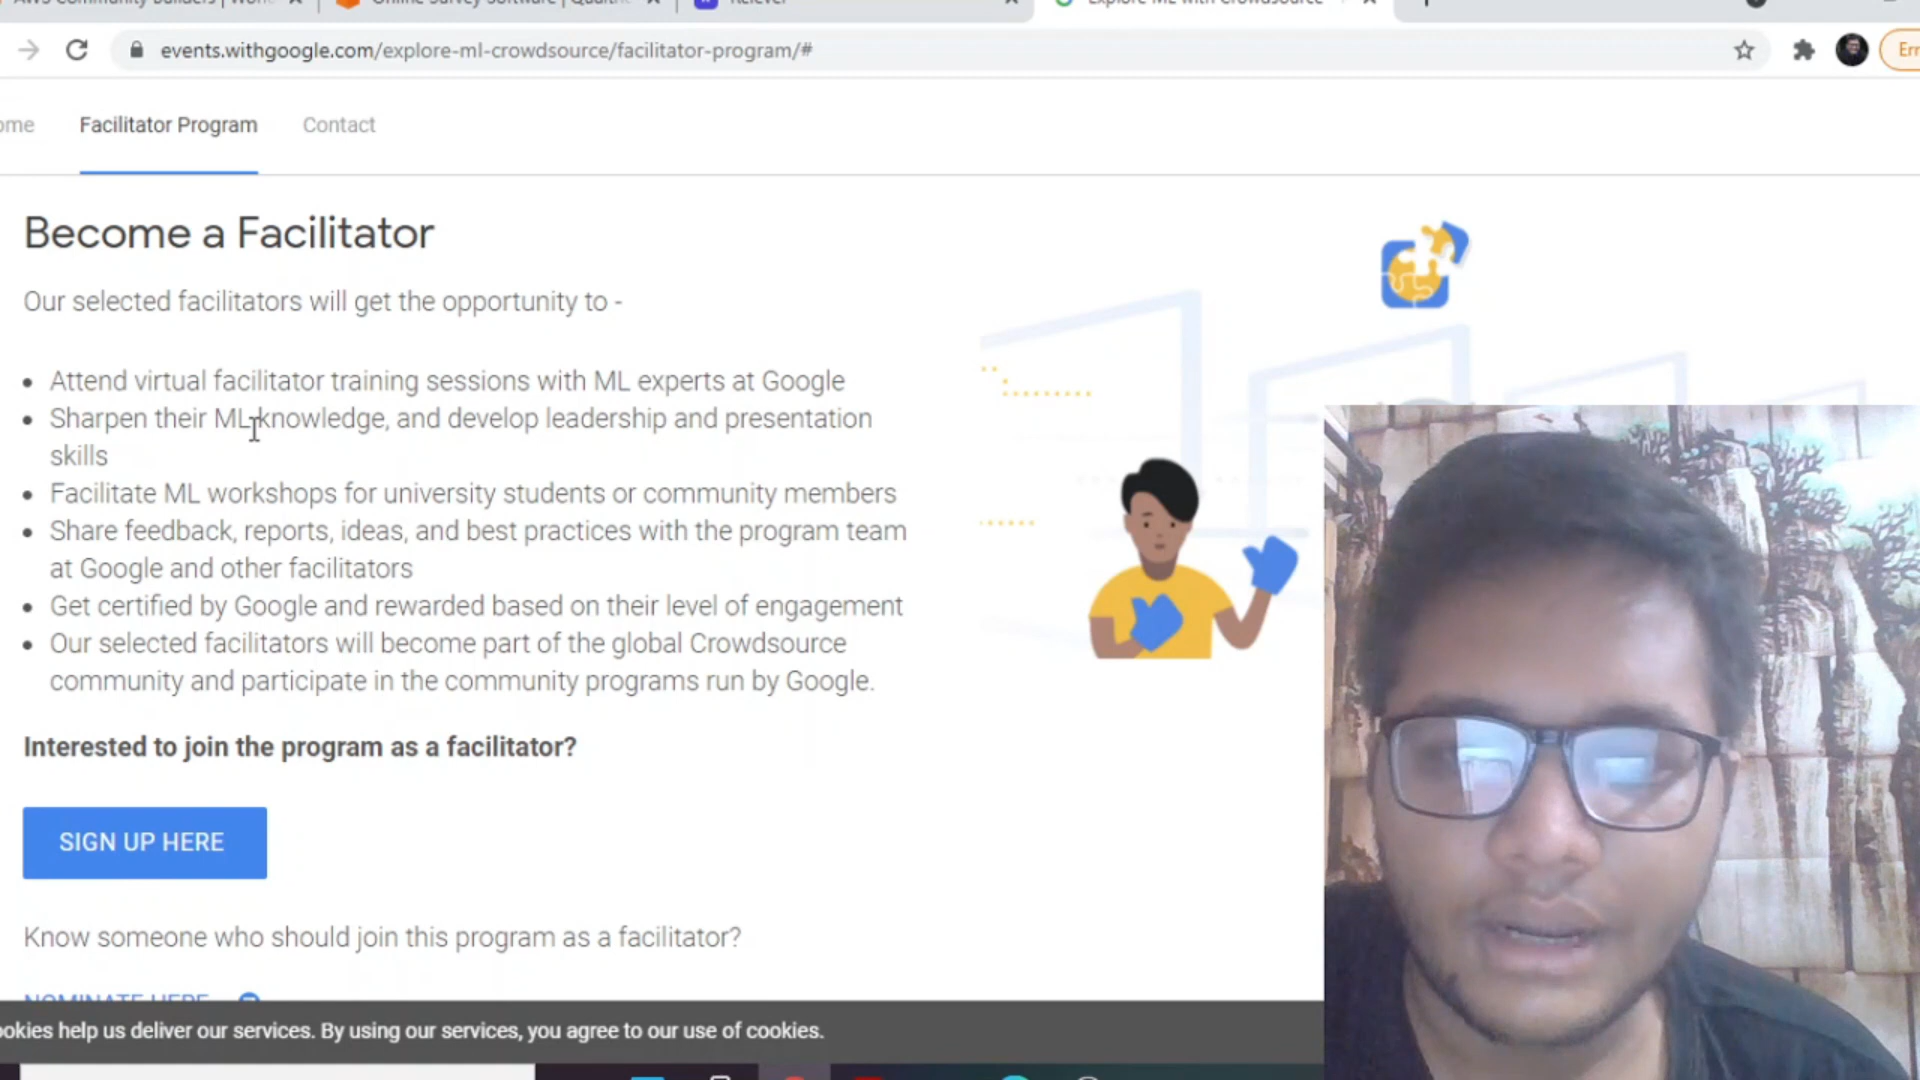 events.withgoogle.com/explore-ml-crowdsource/facilitator-program/#
Err
ome Facilitator Program Contact
Become a Facilitator
Our selected facilitators will get the opportunity to -
• Attend virtual facilitator training sessions with ML experts at Google
• Sharpen their ML knowledge, and develop leadership and presentation
skills
• Facilitate ML workshops for university students or community members
• Share feedback, reports, ideas, and best practices with the program team
at Google and other facilitators
• Get certified by Google and rewarded based on their level of engagement
• Our selected facilitators will become part of the global Crowdsource
community and participate in the community programs run by Google.
Interested to join the program as a facilitator?
SIGN UP HERE
Know someone who should join this program as a facilitator?
NOMINATE HERE
ookies help us deliver our services. By using our services, you agree to our use of cookies.